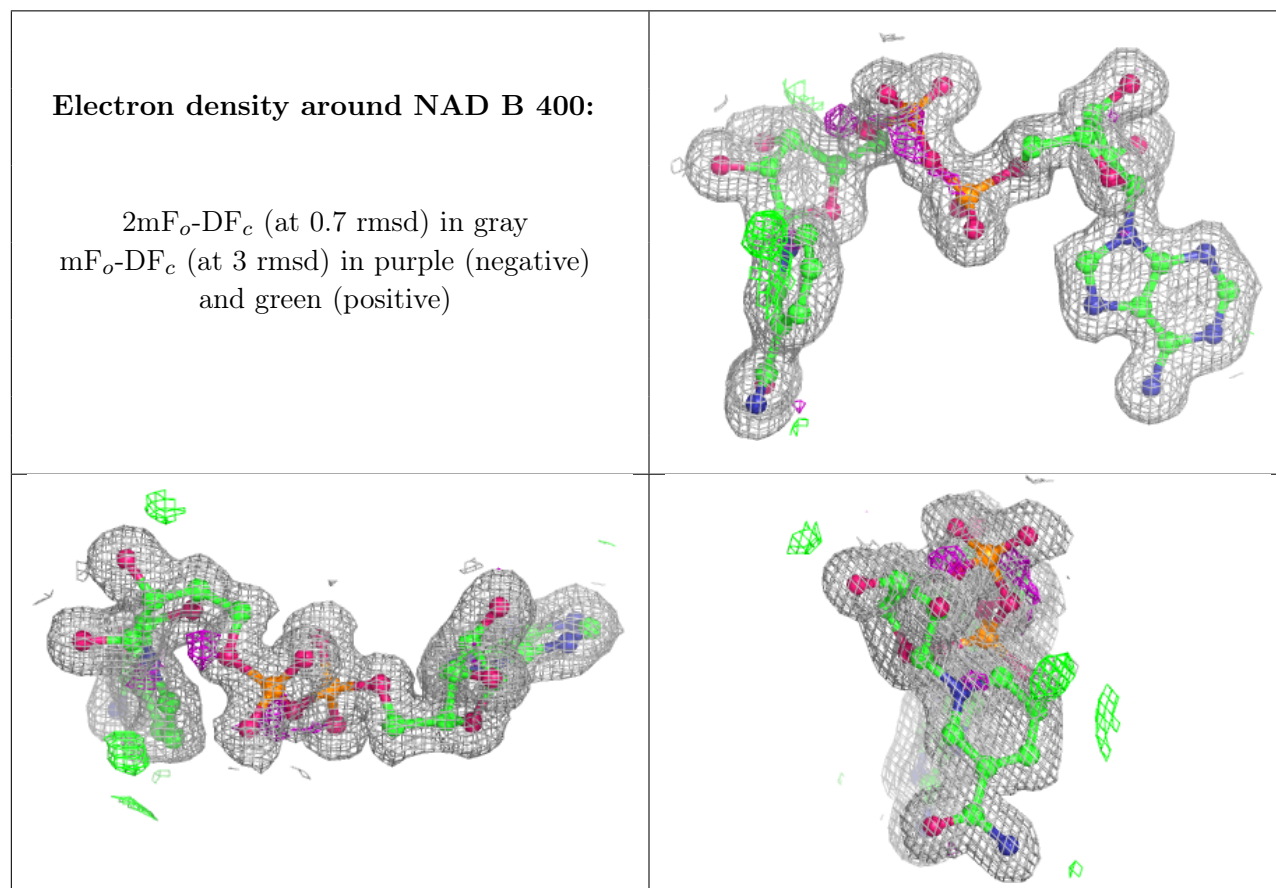 Electron density around NAD B 400:
2mFo-DFc (at 0.7 rmsd) in gray
mFo-DFc (at 3 rmsd) in purple (negative)
and green (positive)